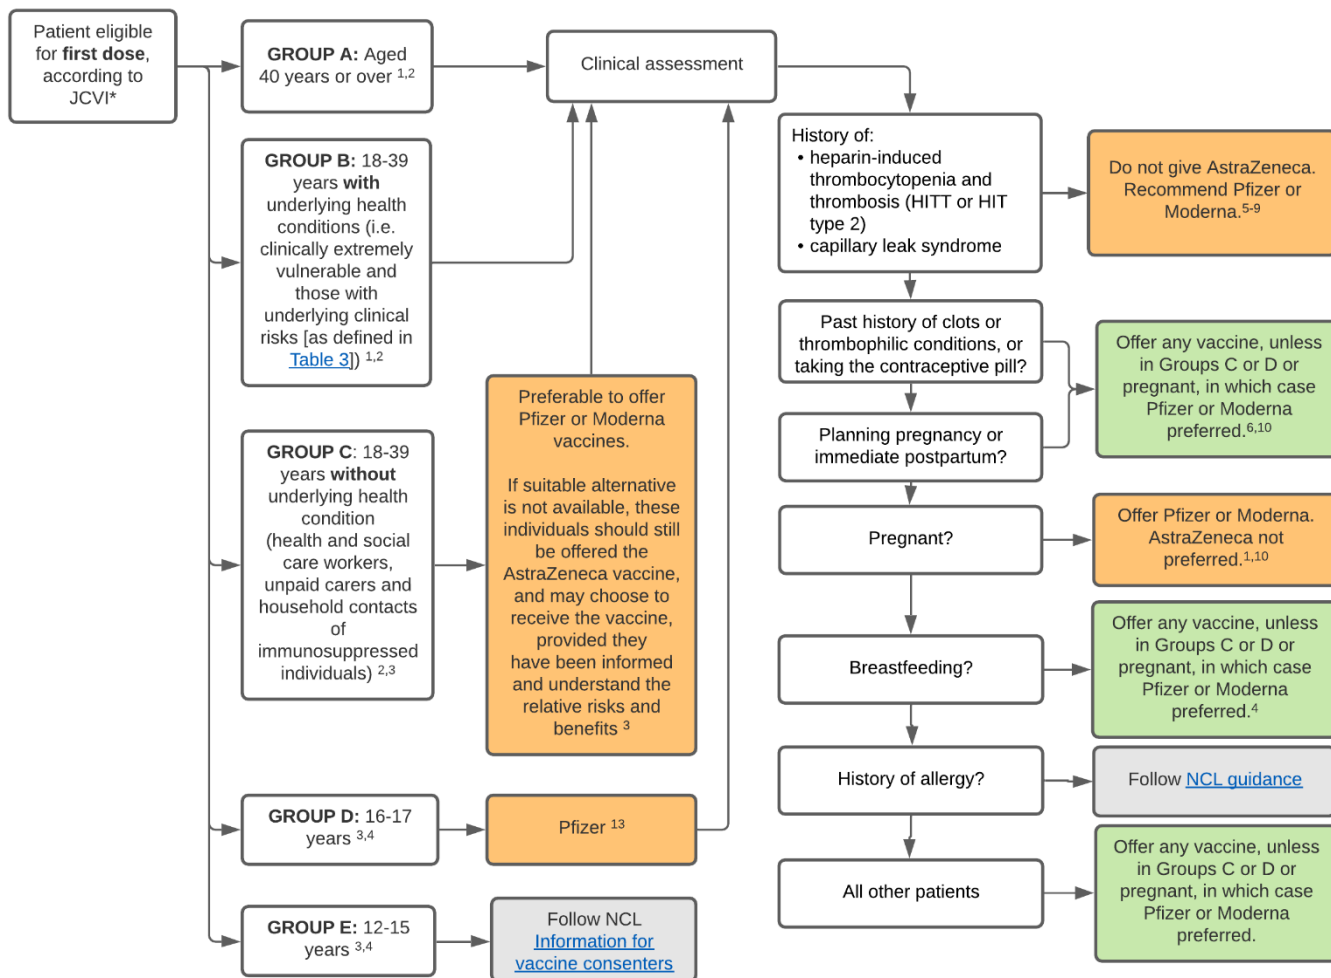 Patient eligible
for first dose,
according to
JCVI*
GROUP A: Aged
40 years or over 1,2
Clinical assessment
GROUP B: 18-39
years with
underlying health
conditions (i.e.
clinically extremely
vulnerable and
those with
underlying clinical
risks [as defined in
Table 3]) 1,2
GROUP C: 18-39
years without
underlying health
condition
(health and social
care workers,
unpaid carers and
household contacts
of
immunosuppressed
individuals) 2,3
Preferable to offer
Pfizer or Moderna
vaccines.
If suitable alternative
is not available, these
individuals should still
be offered the
AstraZeneca vaccine,
and may choose to
receive the vaccine,
provided they
have been informed
and understand the
relative risks and
benefits 3
GROUP D: 16-17
years 3,4
Pfizer 13
GROUP E: 12-15
years 3,4
Follow NCL
Information for
vaccine consenters
History of:
• heparin-induced
thrombocytopenia and
thrombosis (HITT or HIT
type 2)
• capillary leak syndrome
Do not give AstraZeneca.
Recommend Pfizer or
Moderna.5-9
Past history of clots or
thrombophilic conditions, or
taking the contraceptive pill?
Planning pregnancy or
immediate postpartum?
Offer any vaccine, unless
in Groups C or D or
pregnant, in which case
Pfizer or Moderna
preferred.6,10
Pregnant?
Offer Pfizer or Moderna.
AstraZeneca not
preferred.1,10
Breastfeeding?
Offer any vaccine, unless
in Groups C or D or
pregnant, in which case
Pfizer or Moderna
preferred.4
History of allergy?
Follow NCL guidance
All other patients
Offer any vaccine, unless
in Groups C or D or
pregnant, in which case
Pfizer or Moderna
preferred.